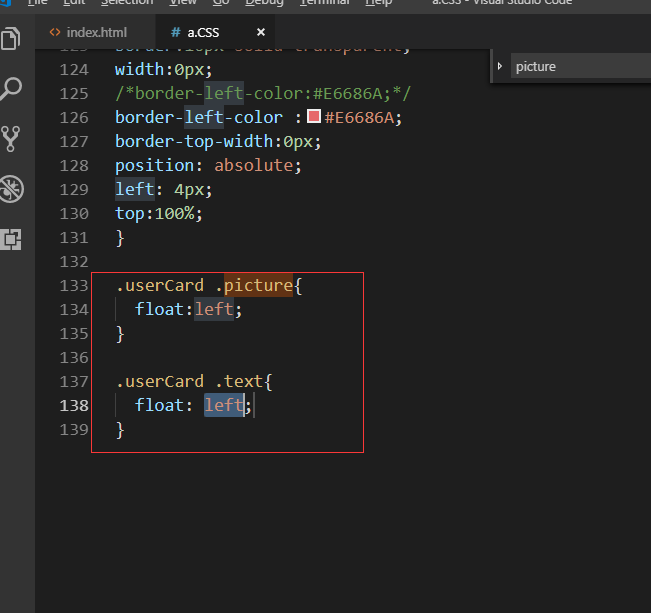 File Edit Selection View Go Debug Terminal Help a.CSS - Visual Studio Code
<> index.html # a.CSS ×
picture
124 width:0px;
125 /*border-left-color:#E6686A;*/
126 border-left-color :#E6686A;
127 border-top-width:0px;
128 position: absolute;
129 left: 4px;
130 top:100%;
131 }
132
133 .userCard .picture{
134 float:left;
135 }
136
137 .userCard .text{
138 float: left;
139 }